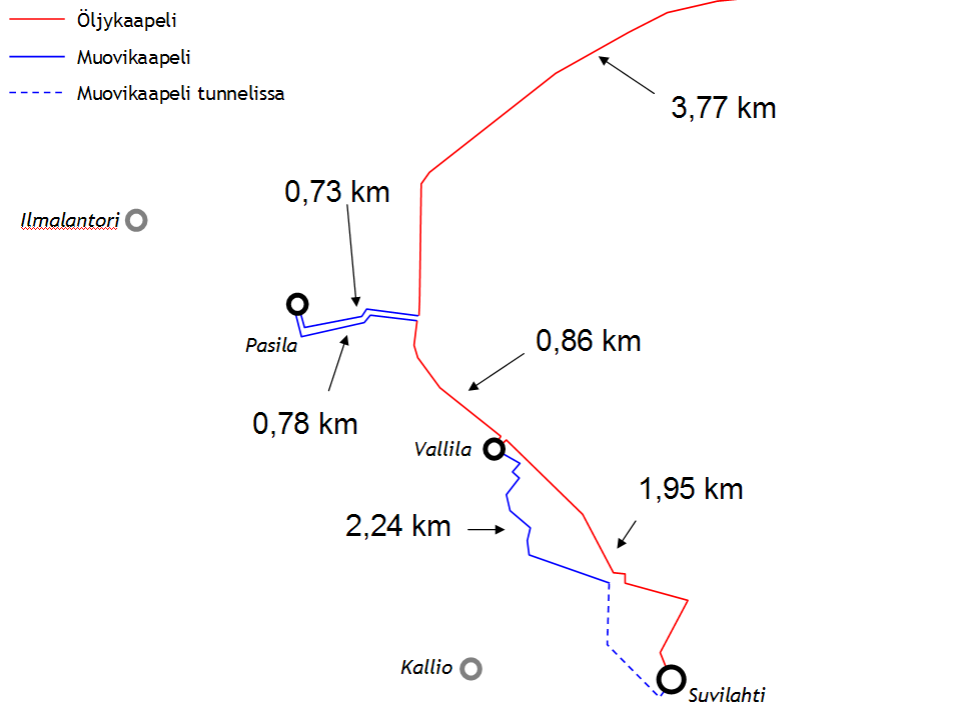 Öljykaapeli
Muovikaapeli
Muovikaapeli tunnelissa
3,77 km
0,73 km
Ilmalantori
Pasila
0,86 km
0,78 km
Vallila
1,95 km
2,24 km
Kallio
Suvilahti